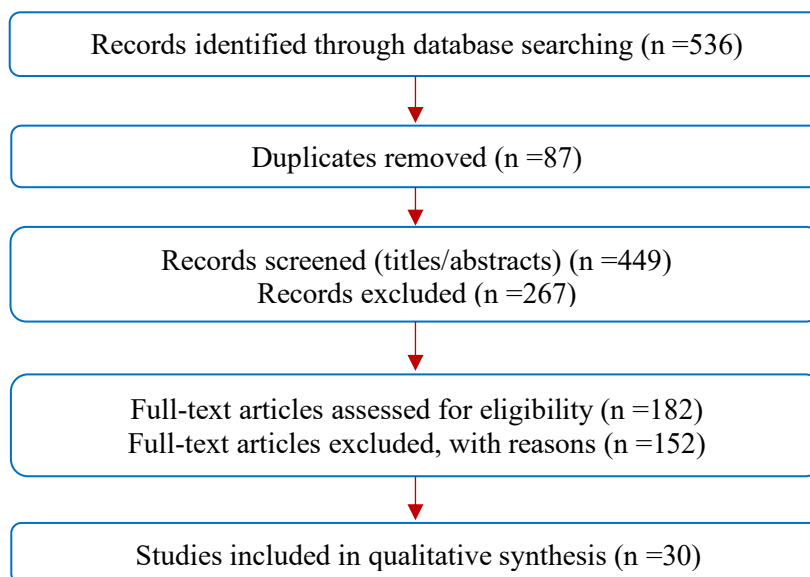 Records identified through database searching (n =536)
Duplicates removed (n =87)
Records screened (titles/abstracts) (n =449)
Records excluded (n =267)
Full-text articles assessed for eligibility (n =182)
Full-text articles excluded, with reasons (n =152)
Studies included in qualitative synthesis (n =30)